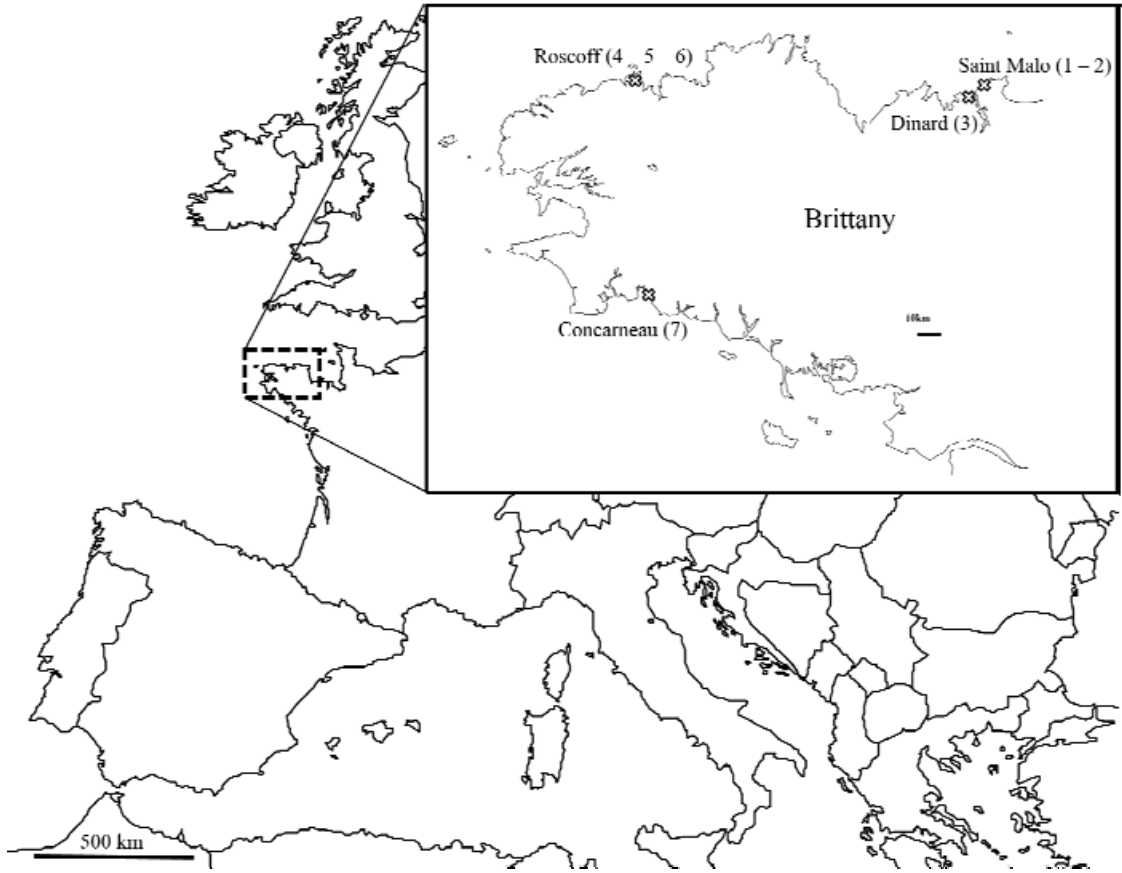 Roscoff (4 5 6)
Saint Malo (1 – 2)
Dinard (3)
Brittany
10km
Concarneau (7)
500 km